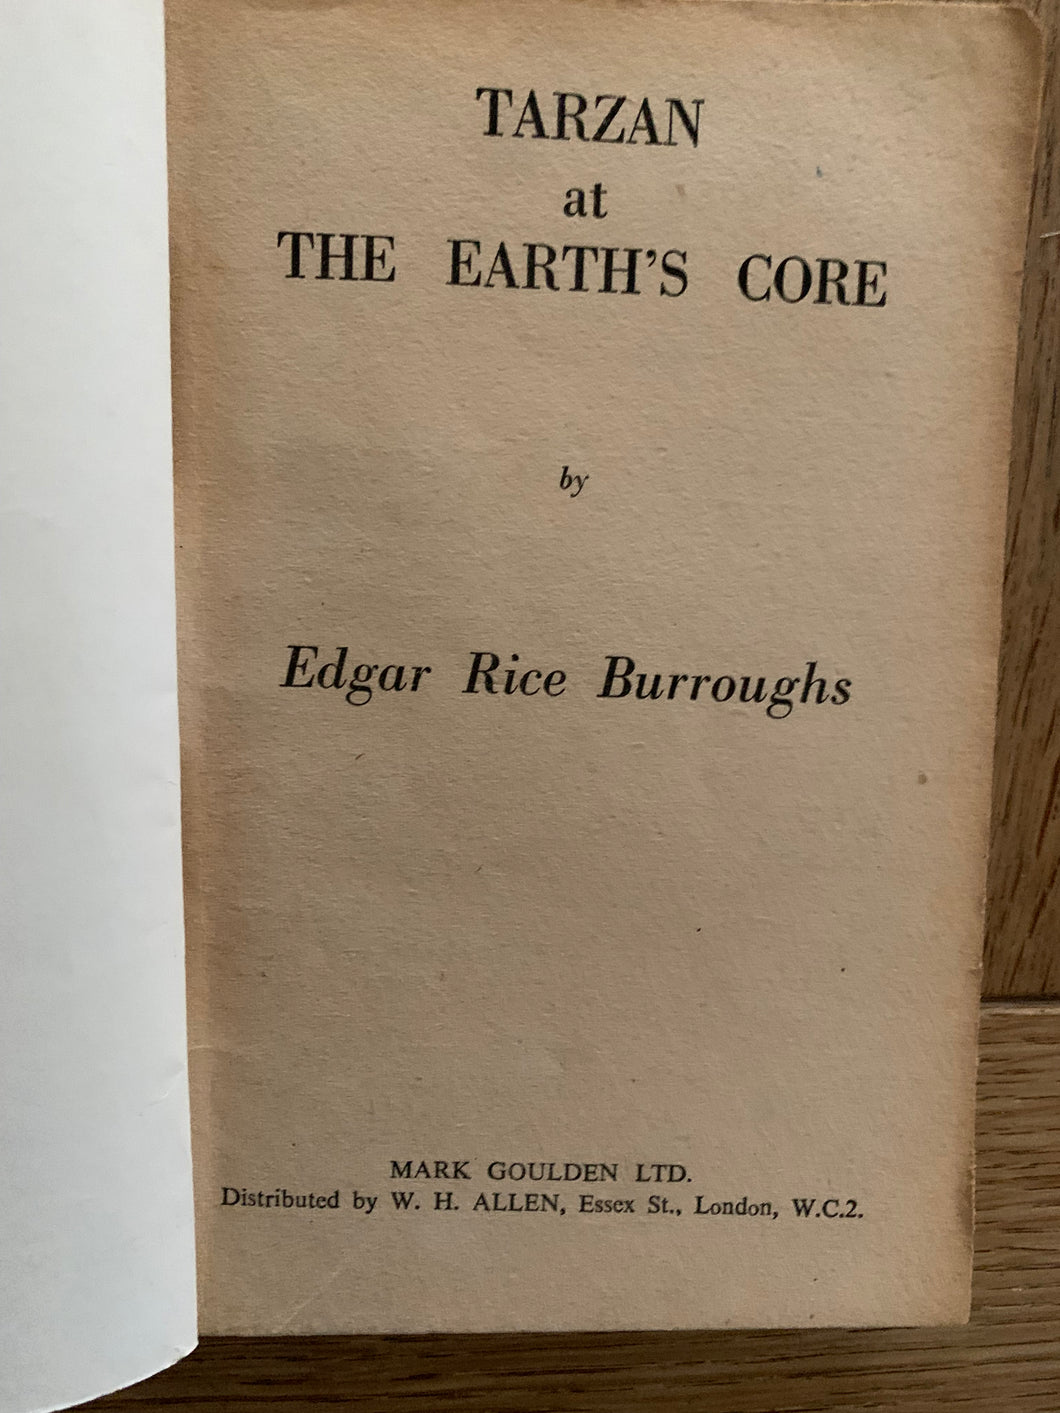 TARZAN
at
THE EARTH'S CORE
by
Edgar Rice Burroughs
MARK GOULDEN LTD.
Distributed by W. H. ALLEN, Essex St., London, W.C.2.